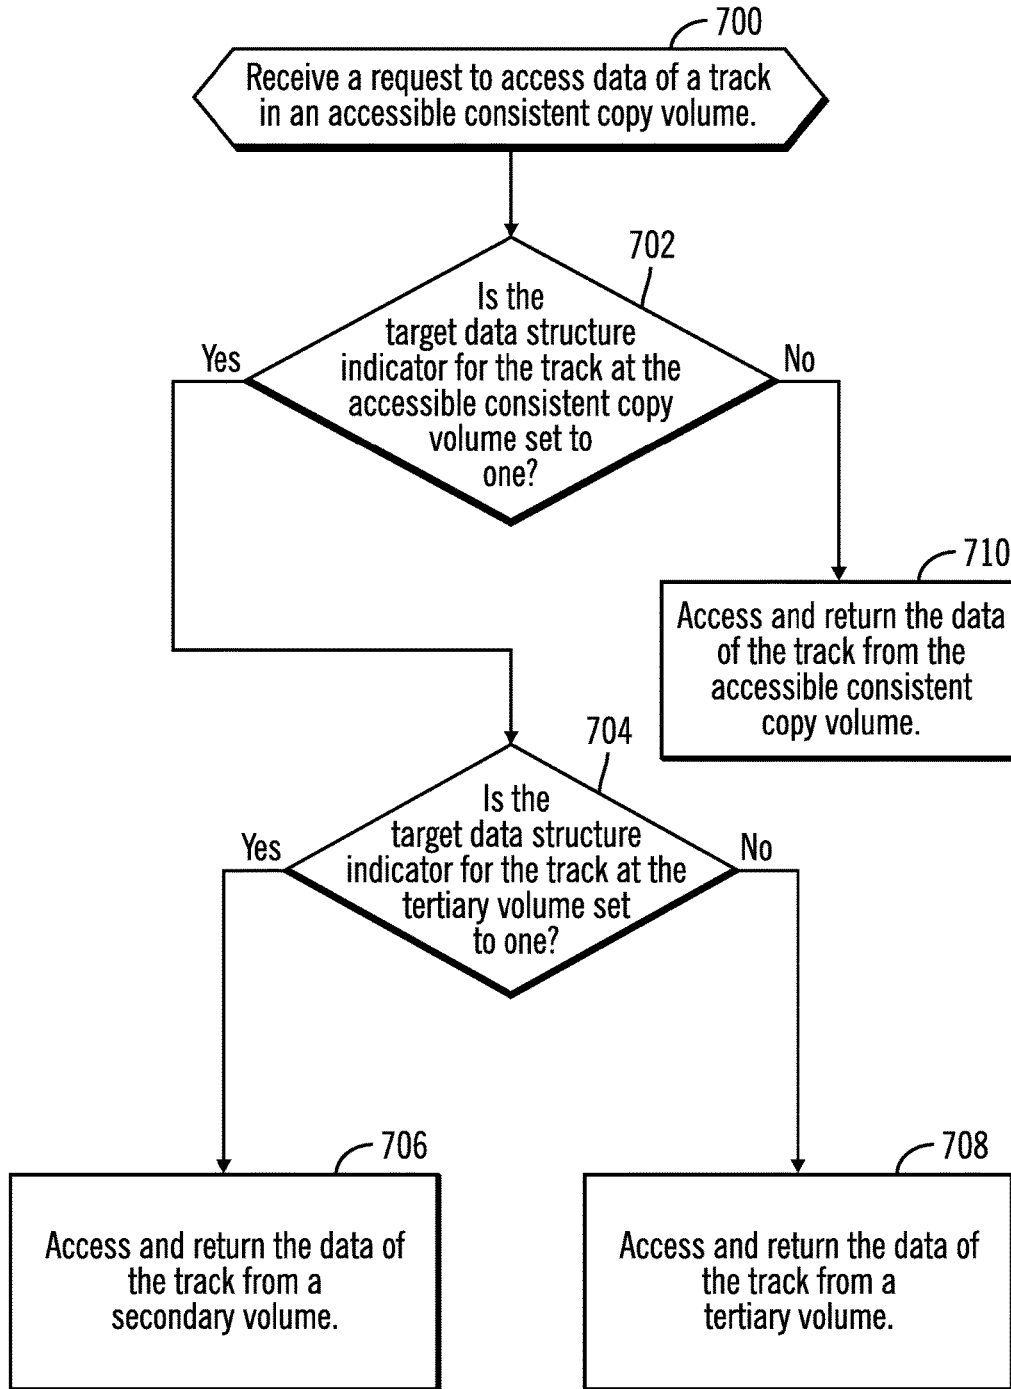 700
Receive a request to access data of a track
in an accessible consistent copy volume.
702
Is the
target data structure
indicator for the track at the
accessible consistent copy
volume set to
one?
Yes
No
710
Access and return the data
of the track from the
accessible consistent
copy volume.
704
Is the
target data structure
indicator for the track at the
tertiary volume set
to one?
Yes
No
706
Access and return the data of
the track from a
secondary volume.
708
Access and return the data of
the track from a
tertiary volume.